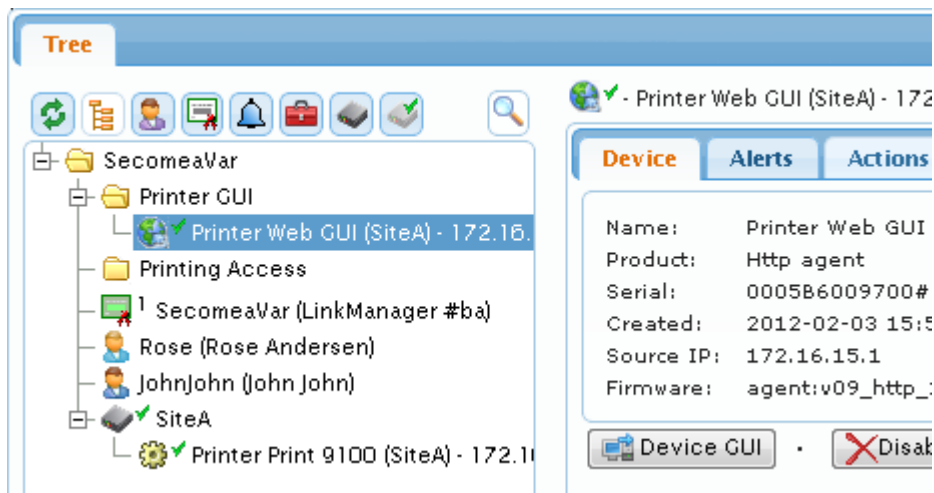 Tree
SecomeaVar
Printer GUI
Printer Web GUI (SiteA) - 172.16.
Printing Access
1 SecomeaVar (LinkManager #ba)
Rose (Rose Andersen)
JohnJohn (John John)
SiteA
Printer Print 9100 (SiteA) - 172.1
- Printer Web GUI (SiteA) - 172
Device Alerts Actions
Name: Printer Web GUI
Product: Http agent
Serial: 0005B6009700#
Created: 2012-02-03 15:5
Source IP: 172.16.15.1
Firmware: agent:v09_http_
Device GUI · Disab